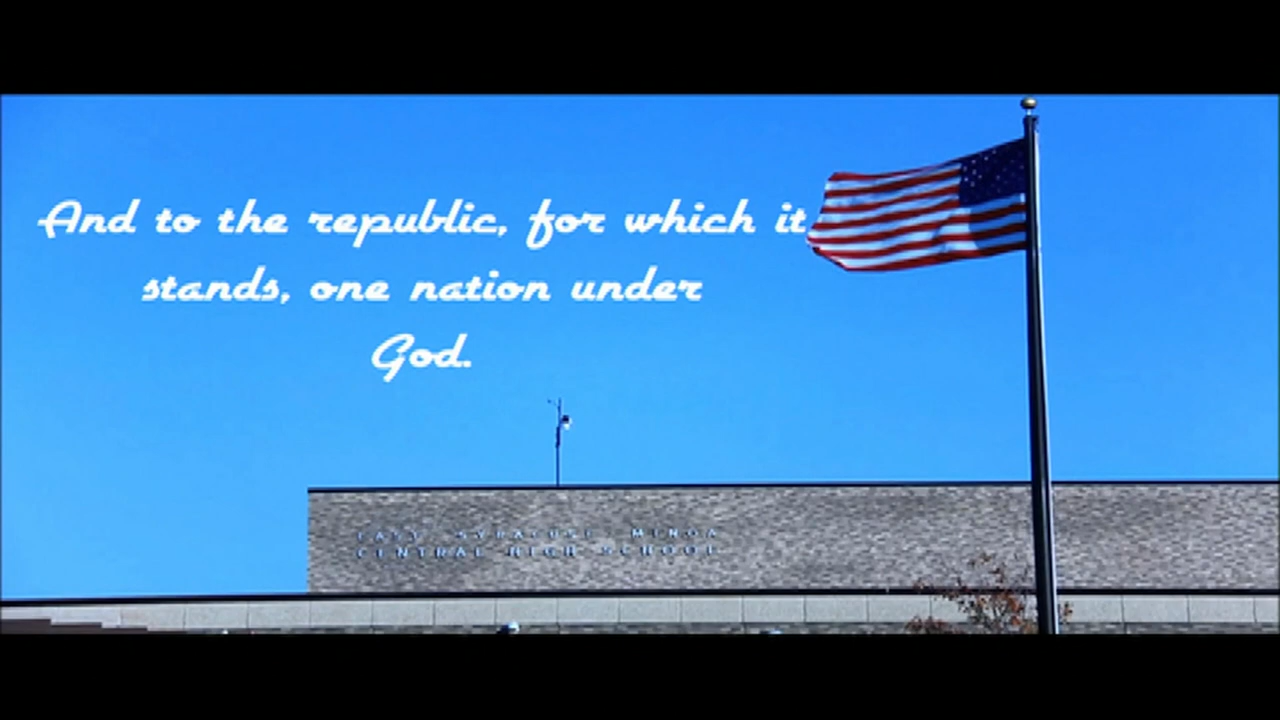 And to the republic, for which it
stands, one nation under
God.
EAST SYRACUSE MINOA
CENTRAL HIGH SCHOOL